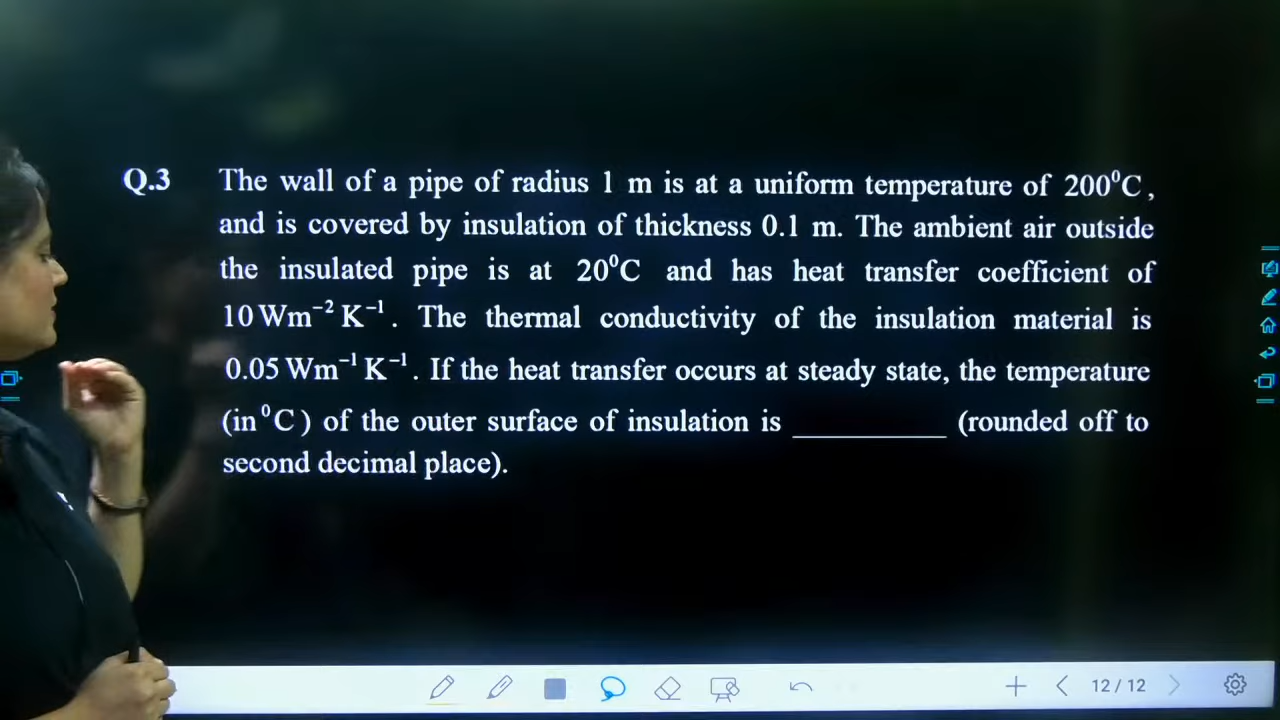 Q.3 The wall of a pipe of radius 1 m is at a uniform temperature of 200⁰C,
and is covered by insulation of thickness 0.1 m. The ambient air outside
the insulated pipe is at 20⁰C and has heat transfer coefficient of
10 Wm⁻² K⁻¹. The thermal conductivity of the insulation material is
0.05 Wm⁻¹ K⁻¹. If the heat transfer occurs at steady state, the temperature
(in ⁰C) of the outer surface of insulation is __________ (rounded off to
second decimal place).
12 / 12